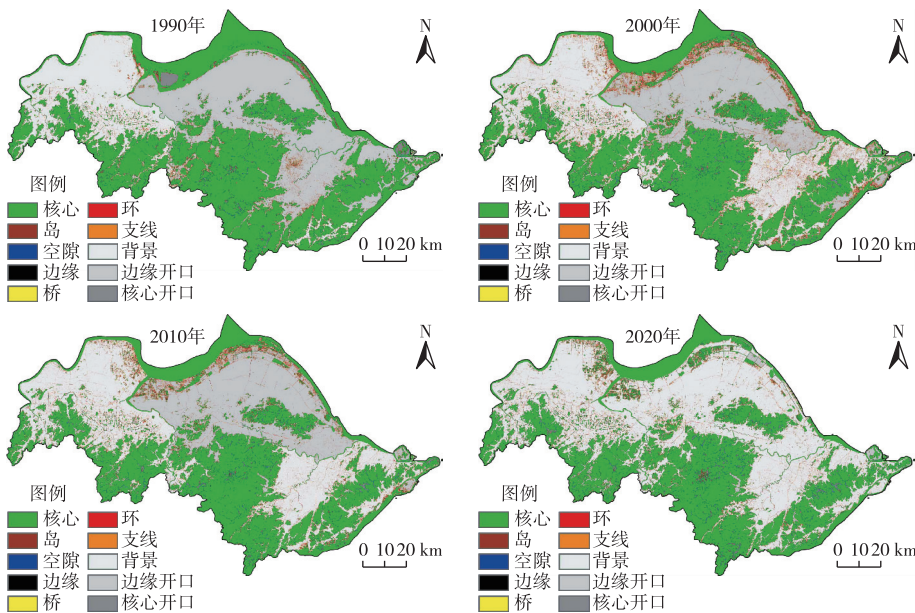 1990年
N
图例
核心 环
岛 支线
空隙 背景
边缘 边缘开口
桥 核心开口
0 10 20 km
2000年
N
图例
核心 环
岛 支线
空隙 背景
边缘 边缘开口
桥 核心开口
0 10 20 km
2010年
N
图例
核心 环
岛 支线
空隙 背景
边缘 边缘开口
桥 核心开口
0 10 20 km
2020年
N
图例
核心 环
岛 支线
空隙 背景
边缘 边缘开口
桥 核心开口
0 10 20 km